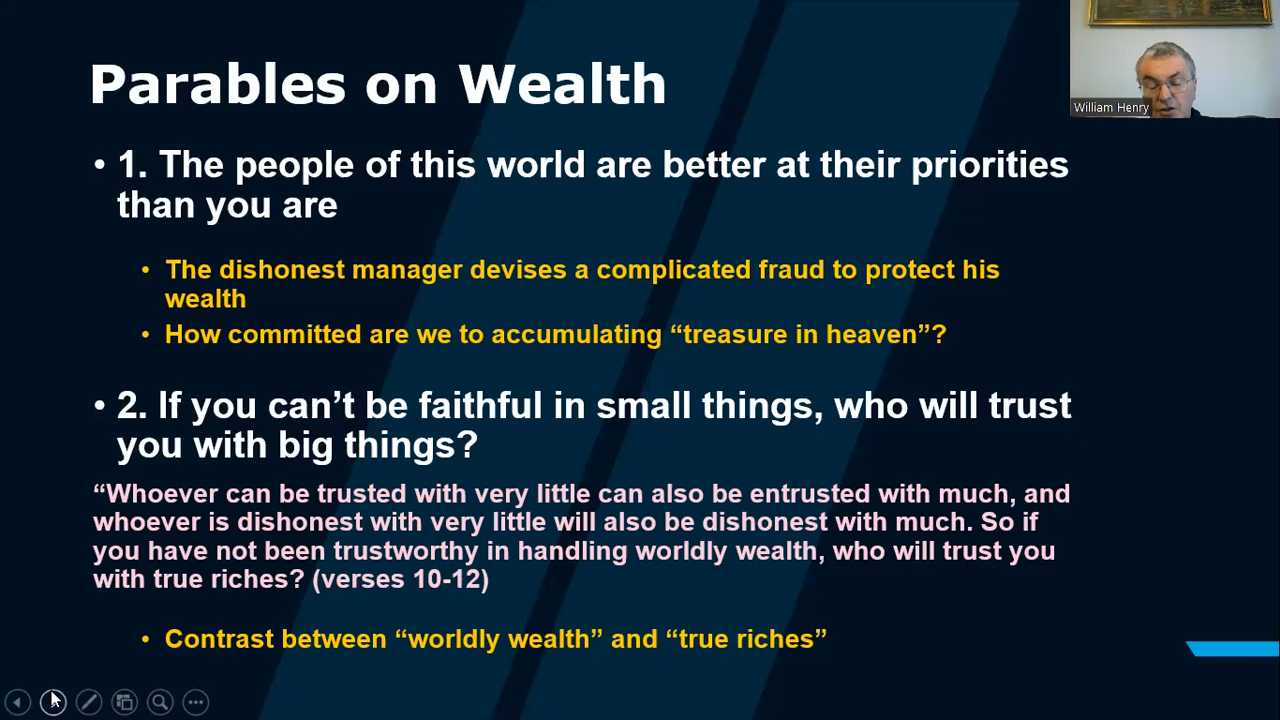 Parables on Wealth
William Henry
• 1. The people of this world are better at their priorities
than you are
• The dishonest manager devises a complicated fraud to protect his
wealth
• How committed are we to accumulating “treasure in heaven”?
• 2. If you can’t be faithful in small things, who will trust
you with big things?
“Whoever can be trusted with very little can also be entrusted with much, and
whoever is dishonest with very little will also be dishonest with much. So if
you have not been trustworthy in handling worldly wealth, who will trust you
with true riches? (verses 10-12)
• Contrast between “worldly wealth” and “true riches”